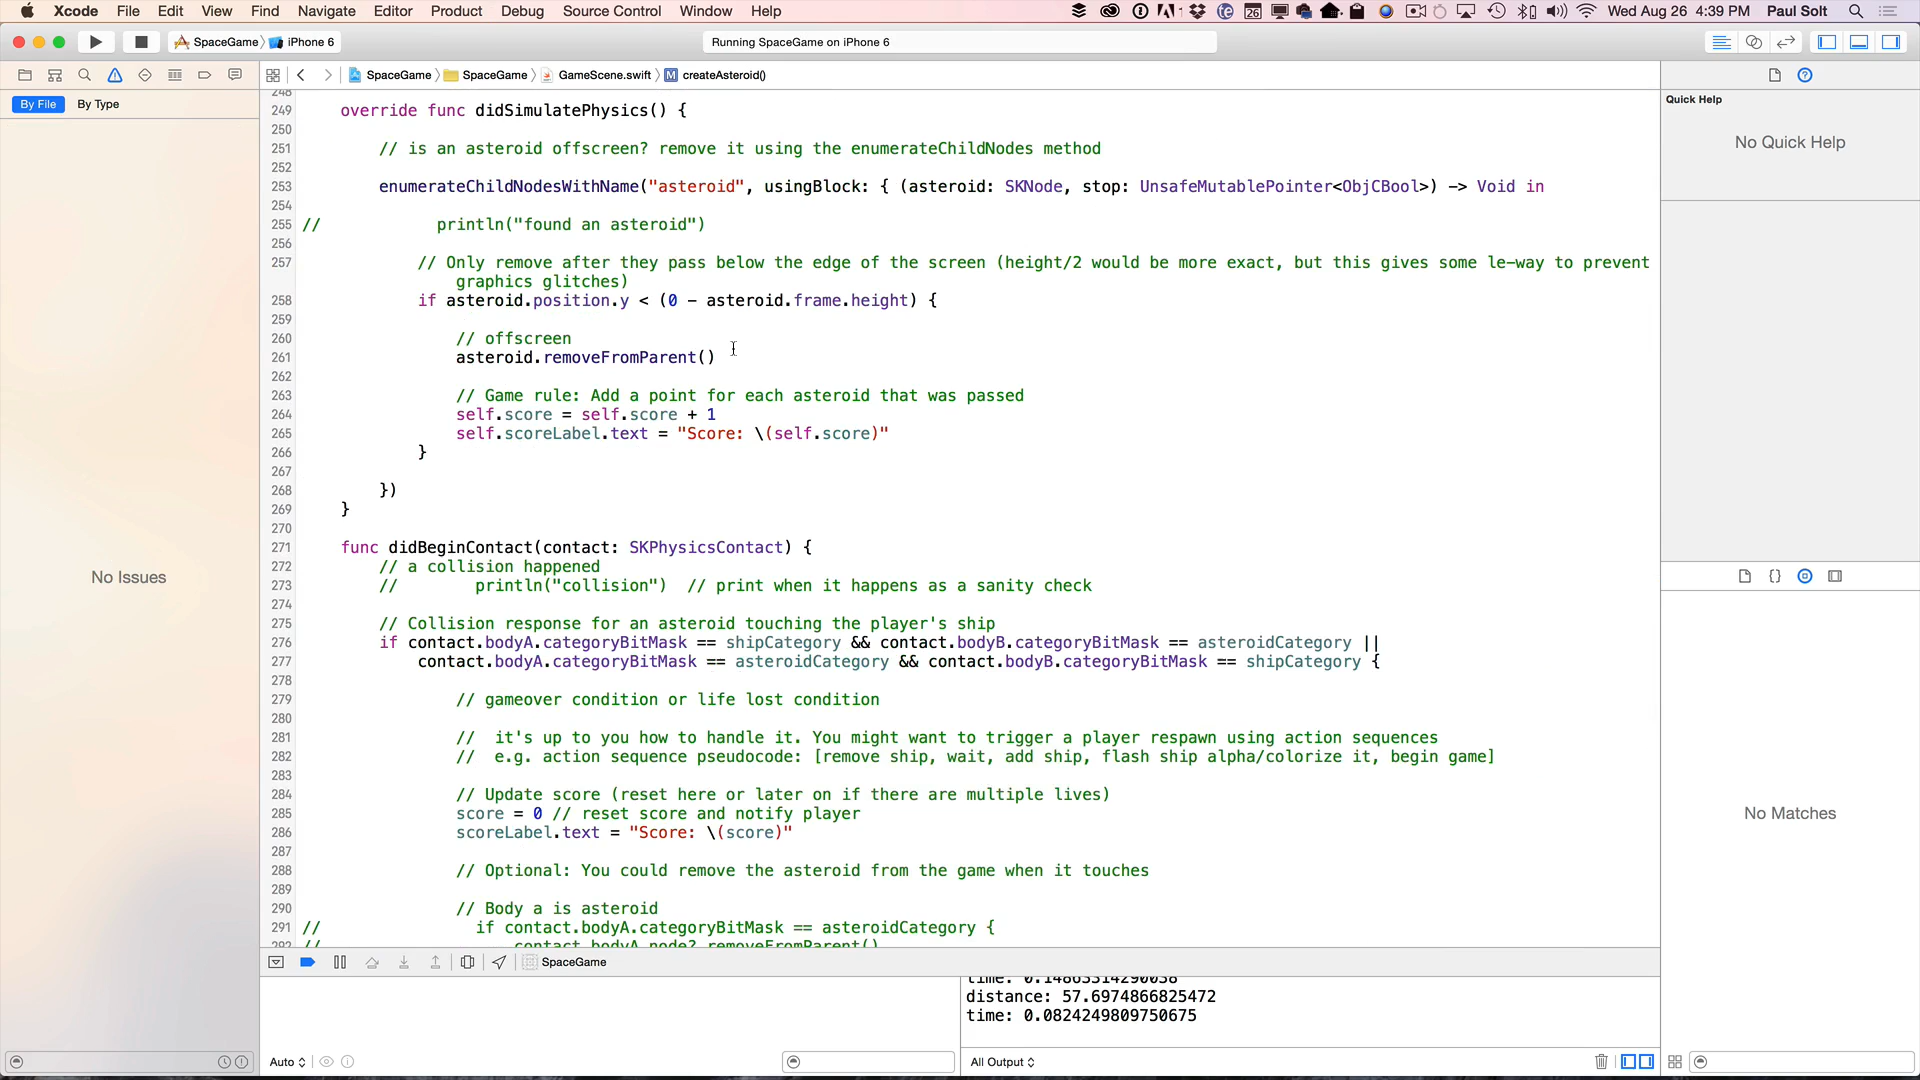 Xcode File Edit View Find Navigate Editor Product Debug Source Control Window Help 26 Wed Aug 26 4:39 PM Paul Solt
SpaceGame iPhone 6 Running SpaceGame on iPhone 6
SpaceGame SpaceGame GameScene.swift M createAsteroid()
By File By Type
Quick Help
No Quick Help
248
249 override func didSimulatePhysics() {
250
251 // is an asteroid offscreen? remove it using the enumerateChildNodes method
252
253 enumerateChildNodesWithName("asteroid", usingBlock: { (asteroid: SKNode, stop: UnsafeMutablePointer<ObjCBool>) -> Void in
254
255 // println("found an asteroid")
256
257 // Only remove after they pass below the edge of the screen (height/2 would be more exact, but this gives some le-way to prevent
graphics glitches)
258 if asteroid.position.y < (0 - asteroid.frame.height) {
259
260 // offscreen
261 asteroid.removeFromParent()
262
263 // Game rule: Add a point for each asteroid that was passed
264 self.score = self.score + 1
265 self.scoreLabel.text = "Score: \(self.score)"
266 }
267
268 })
269 }
270
271 func didBeginContact(contact: SKPhysicsContact) {
272 // a collision happened
273 // println("collision") // print when it happens as a sanity check
274
275 // Collision response for an asteroid touching the player's ship
276 if contact.bodyA.categoryBitMask == shipCategory && contact.bodyB.categoryBitMask == asteroidCategory ||
277 contact.bodyA.categoryBitMask == asteroidCategory && contact.bodyB.categoryBitMask == shipCategory {
278
279 // gameover condition or life lost condition
280
281 // it's up to you how to handle it. You might want to trigger a player respawn using action sequences
282 // e.g. action sequence pseudocode: [remove ship, wait, add ship, flash ship alpha/colorize it, begin game]
283
284 // Update score (reset here or later on if there are multiple lives)
285 score = 0 // reset score and notify player
286 scoreLabel.text = "Score: \(score)"
287
288 // Optional: You could remove the asteroid from the game when it touches
289
290 // Body a is asteroid
291 // if contact.bodyA.categoryBitMask == asteroidCategory {
292 // contact.bodyA.node?.removeFromParent()
No Issues
No Matches
SpaceGame
time: 0.14863314290038
distance: 57.6974866825472
time: 0.0824249809750675
Auto
All Output